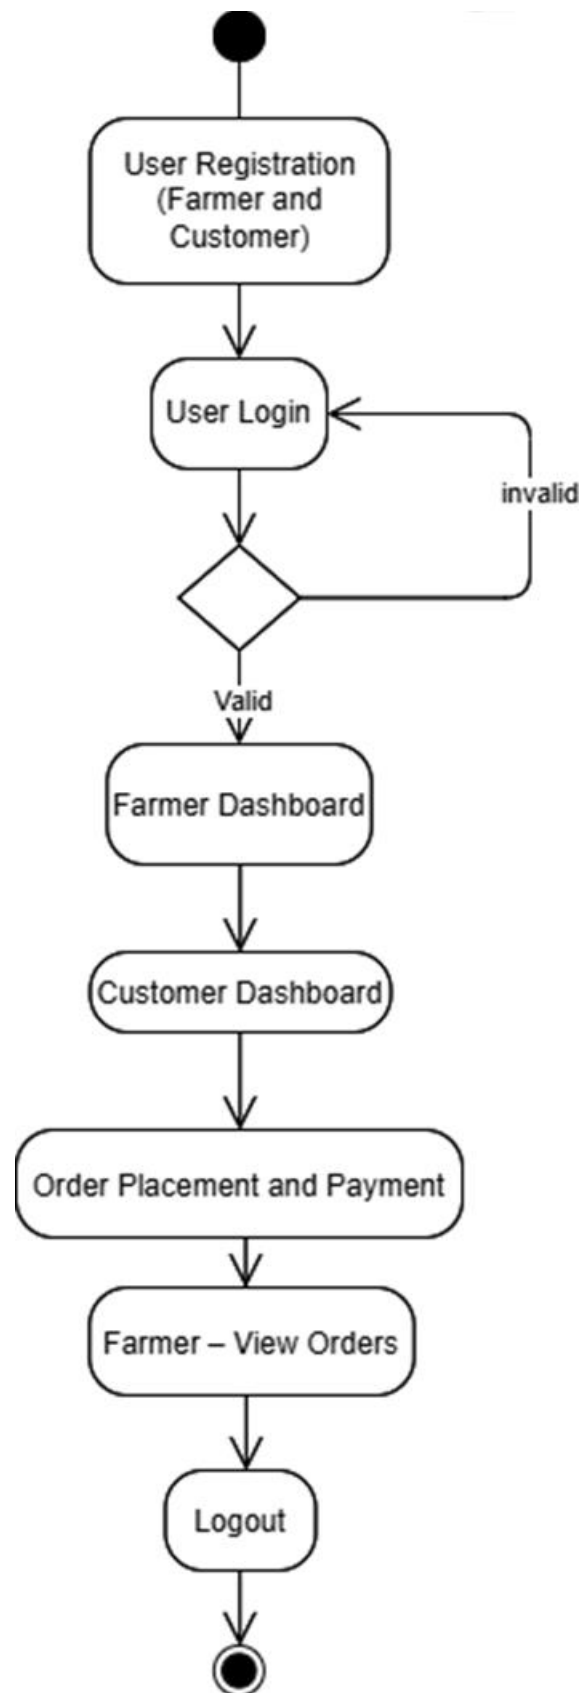 User Registration
(Farmer and
Customer)
User Login
invalid
Valid
Farmer Dashboard
Customer Dashboard
Order Placement and Payment
Farmer – View Orders
Logout